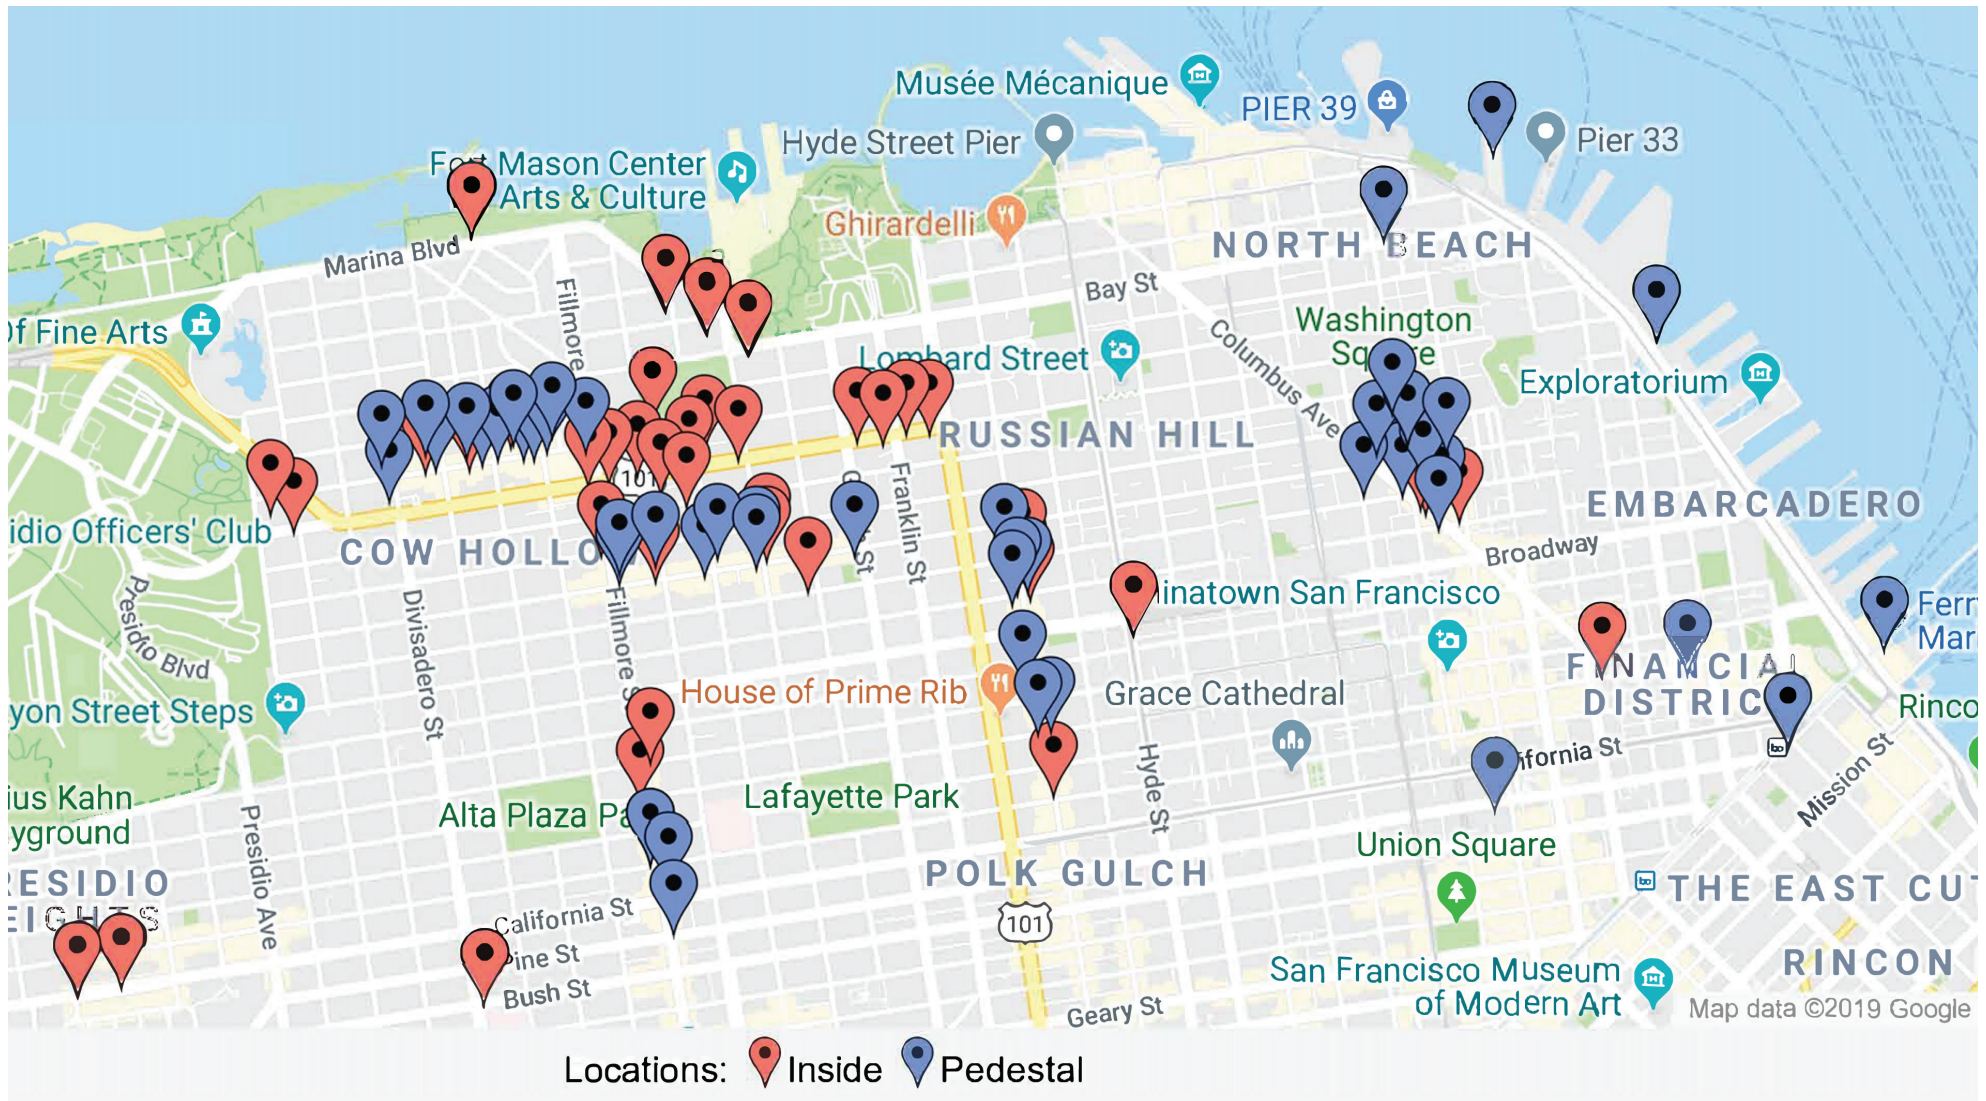 Musée Mécanique
PIER 39
Hyde Street Pier
Pier 33
Fort Mason Center
Arts & Culture
Ghirardelli
Marina Blvd
NORTH BEACH
Bay St
Fillmore
Of Fine Arts
Washington
Square
Columbus Ave
Lombard Street
Exploratorium
RUSSIAN HILL
101
Franklin St
EMBARCADERO
idio Officers' Club
COW HOLLO
St
Broadway
Presidio Blvd
Divisadero St
Fillmore S
inatown San Francisco
Ferr
Mar
FINANCIAL
DISTRIC
yon Street Steps
House of Prime Rib
Grace Cathedral
Rinco
Hyde St
ifornia St
Mission St
ius Kahn
yground
Alta Plaza Pa
Lafayette Park
Presidio Ave
Union Square
RESIDIO
EIGHTS
POLK GULCH
THE EAST CUT
California St
Pine St
Bush St
101
Geary St
RINCON
San Francisco Museum
of Modern Art
Map data ©2019 Google
Locations: Inside Pedestal